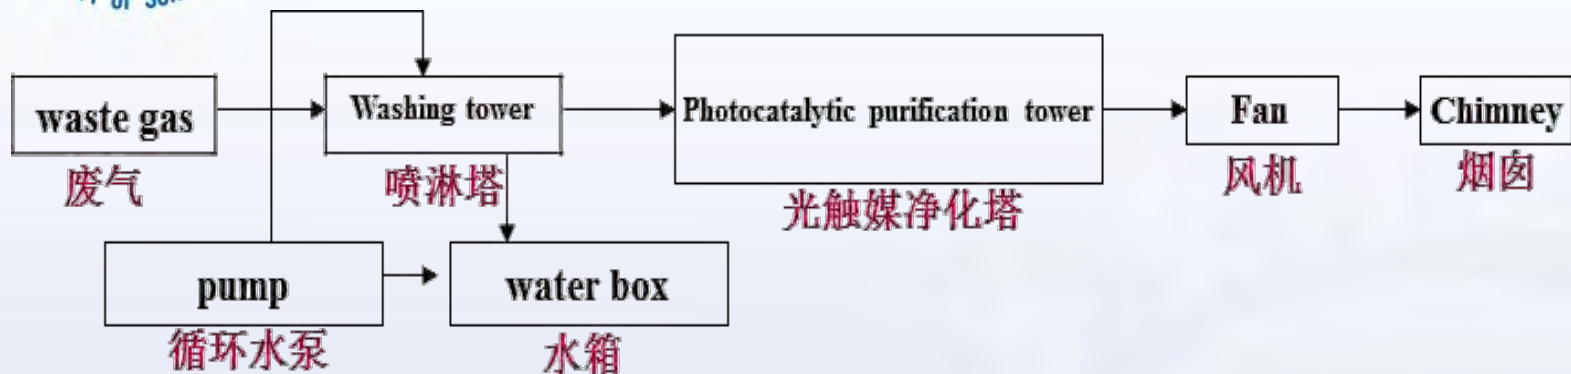 waste gas
废气
Washing tower
喷淋塔
Photocatalytic purification tower
光触媒净化塔
Fan
风机
Chimney
烟囱
pump
循环水泵
water box
水箱